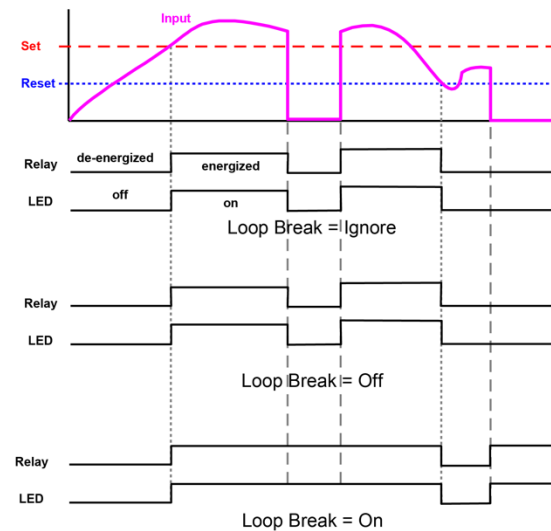 Input
Set
Reset
Relay de-energized energized
LED off on
Loop Break = Ignore
Relay
LED
Loop Break = Off
Relay
LED
Loop Break = On